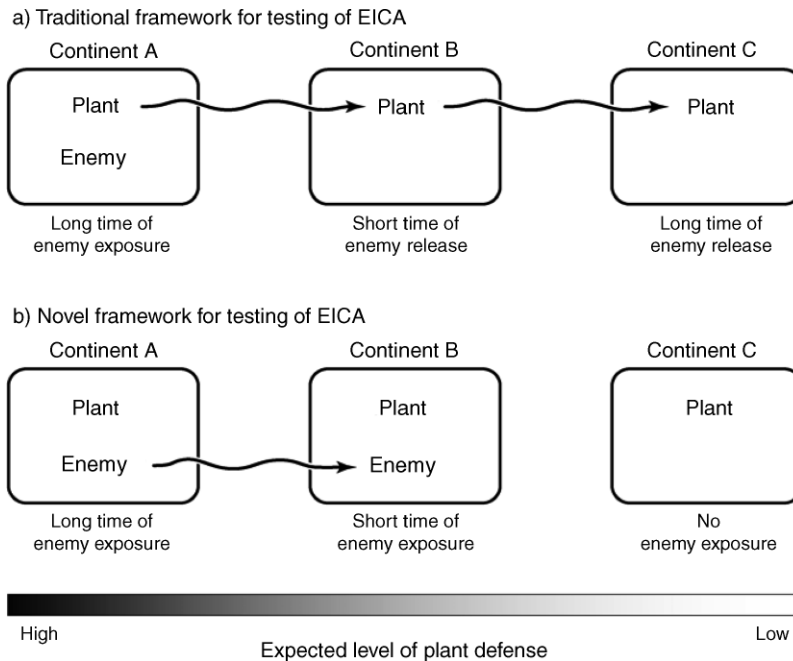 a) Traditional framework for testing of EICA
Continent A
Continent B
Continent C
Plant
Plant
Plant
Enemy
Long time of
enemy exposure
Short time of
enemy release
Long time of
enemy release
b) Novel framework for testing of EICA
Continent A
Continent B
Continent C
Plant
Plant
Plant
Enemy
Enemy
Long time of
enemy exposure
Short time of
enemy exposure
No
enemy exposure
High
Low
Expected level of plant defense